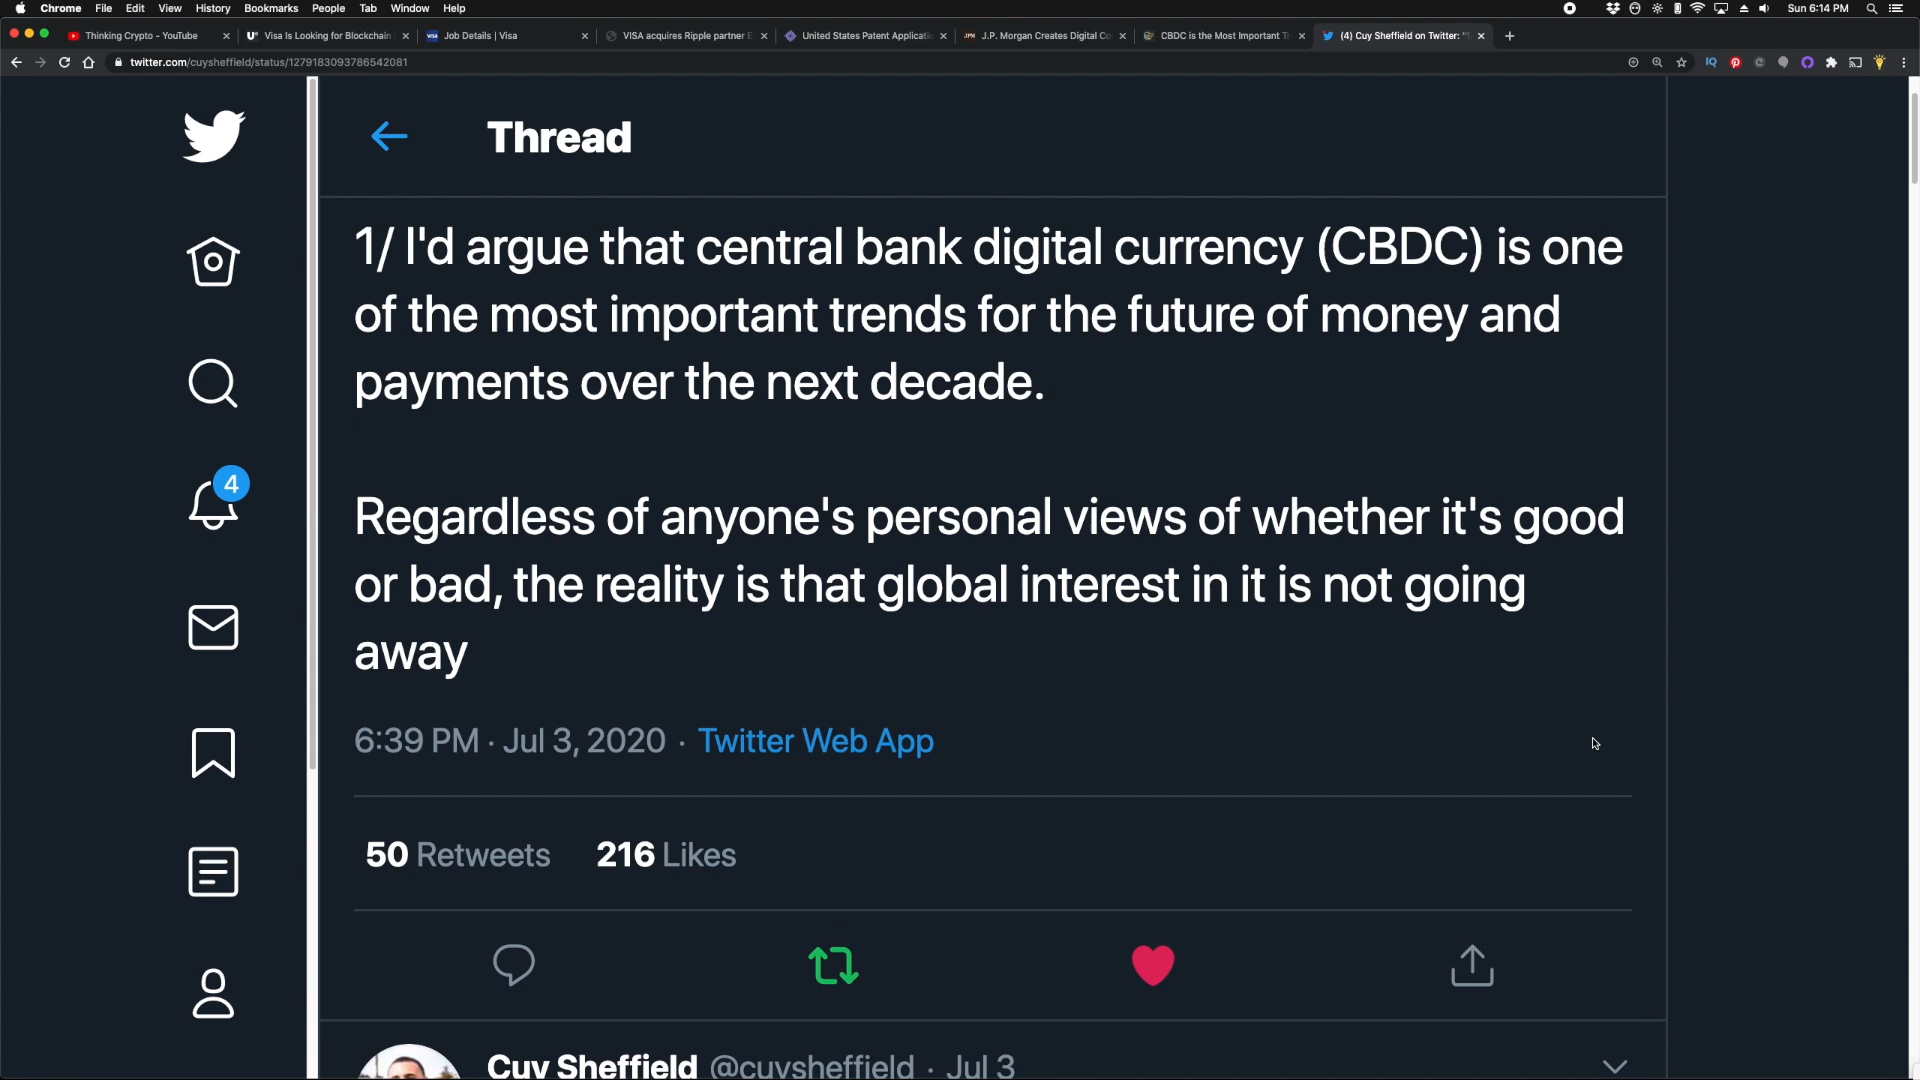 Chrome File Edit View History Bookmarks People Tab Window Help Sun 6:14 PM
Thinking Crypto - YouTube Visa Is Looking for Blockchain VISA Job Details | Visa VISA acquires Ripple partner E United States Patent Applicatio J.P. Morgan Creates Digital Co CBDC is the Most Important Th (4) Cuy Sheffield on Twitter: "
twitter.com/cuysheffield/status/1279183093786542081 IQ
Thread
1/ I'd argue that central bank digital currency (CBDC) is one
of the most important trends for the future of money and
payments over the next decade.
Regardless of anyone's personal views of whether it's good
or bad, the reality is that global interest in it is not going
away
4
6:39 PM · Jul 3, 2020 · Twitter Web App
50 Retweets 216 Likes
Cuy Sheffield @cuysheffield · Jul 3